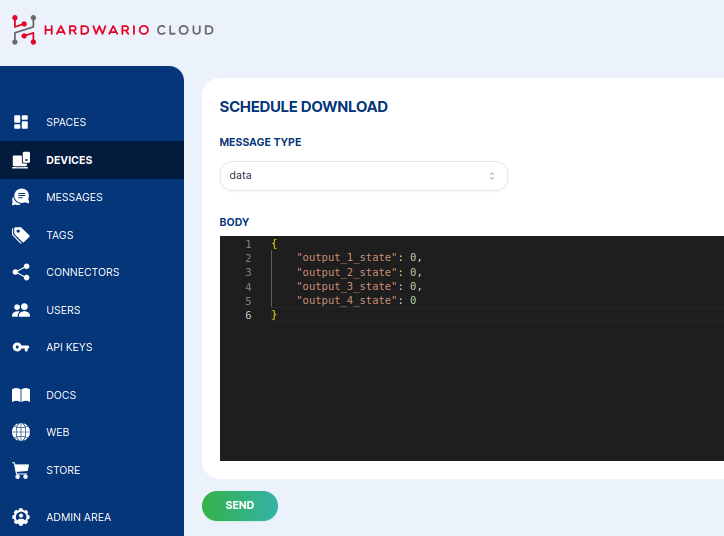 HARDWARIO CLOUD
SPACES
DEVICES
MESSAGES
TAGS
CONNECTORS
USERS
API KEYS
DOCS
WEB
STORE
ADMIN AREA
SCHEDULE DOWNLOAD
MESSAGE TYPE
data
BODY
1 {
2     "output_1_state": 0,
3     "output_2_state": 0,
4     "output_3_state": 0,
5     "output_4_state": 0
6 }
SEND